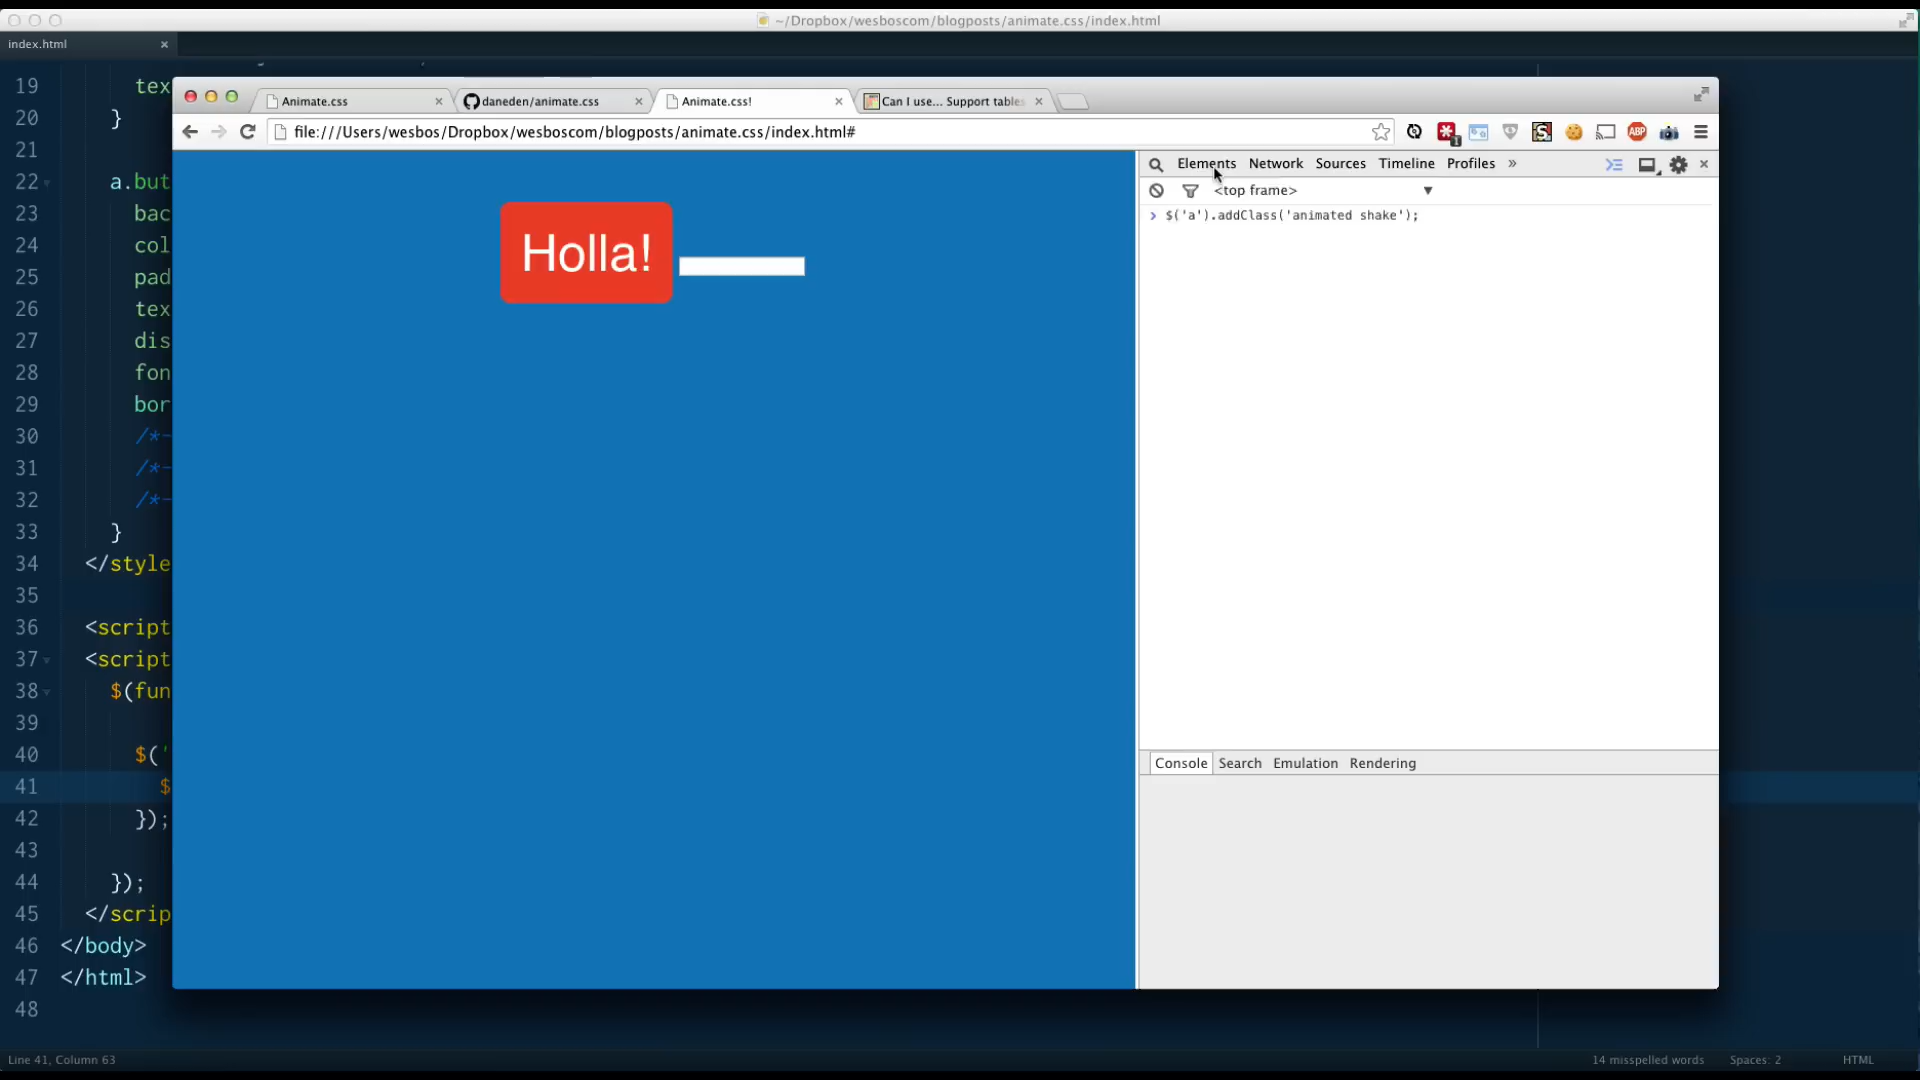 ~/Dropbox/wesboscom/blogposts/animate.css/index.html
index.html
Animate.css
daneden/animate.css
Animate.css!
Can I use... Support tables
file:///Users/wesbos/Dropbox/wesboscom/blogposts/animate.css/index.html#
ABP
Elements Network Sources Timeline Profiles »
<top frame>
> $('a').addClass('animated shake');
Holla!
Console Search Emulation Rendering
19 tex
20 }
21
22 a.but
23 bac
24 col
25 pad
26 tex
27 dis
28 fon
29 bor
30 /*-
31 /*-
32 /*-
33 }
34 </style
35
36 <script
37 <script
38 $(fun
39
40 $('
41 $
42 });
43
44 });
45 </scrip
46 </body>
47 </html>
48
Line 41, Column 63
14 misspelled words
Spaces: 2
HTML